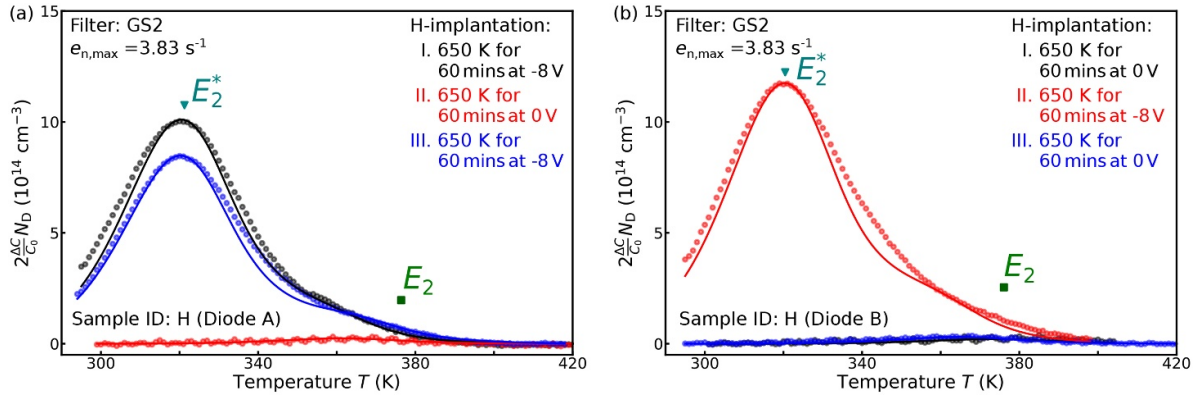 (a)
15
10
5
0
2 ΔC/C₀ N_D (10¹⁴ cm⁻³)
Filter: GS2
e_n,max =3.83 s⁻¹
H-implantation:
I. 650 K for
60 mins at -8 V
II. 650 K for
60 mins at 0 V
III. 650 K for
60 mins at -8 V
E₂*
E₂
Sample ID: H (Diode A)
300 340 380 420
Temperature T (K)
(b)
15
10
5
0
2 ΔC/C₀ N_D (10¹⁴ cm⁻³)
Filter: GS2
e_n,max =3.83 s⁻¹
H-implantation:
I. 650 K for
60 mins at 0 V
II. 650 K for
60 mins at -8 V
III. 650 K for
60 mins at 0 V
E₂*
E₂
Sample ID: H (Diode B)
300 340 380 420
Temperature T (K)